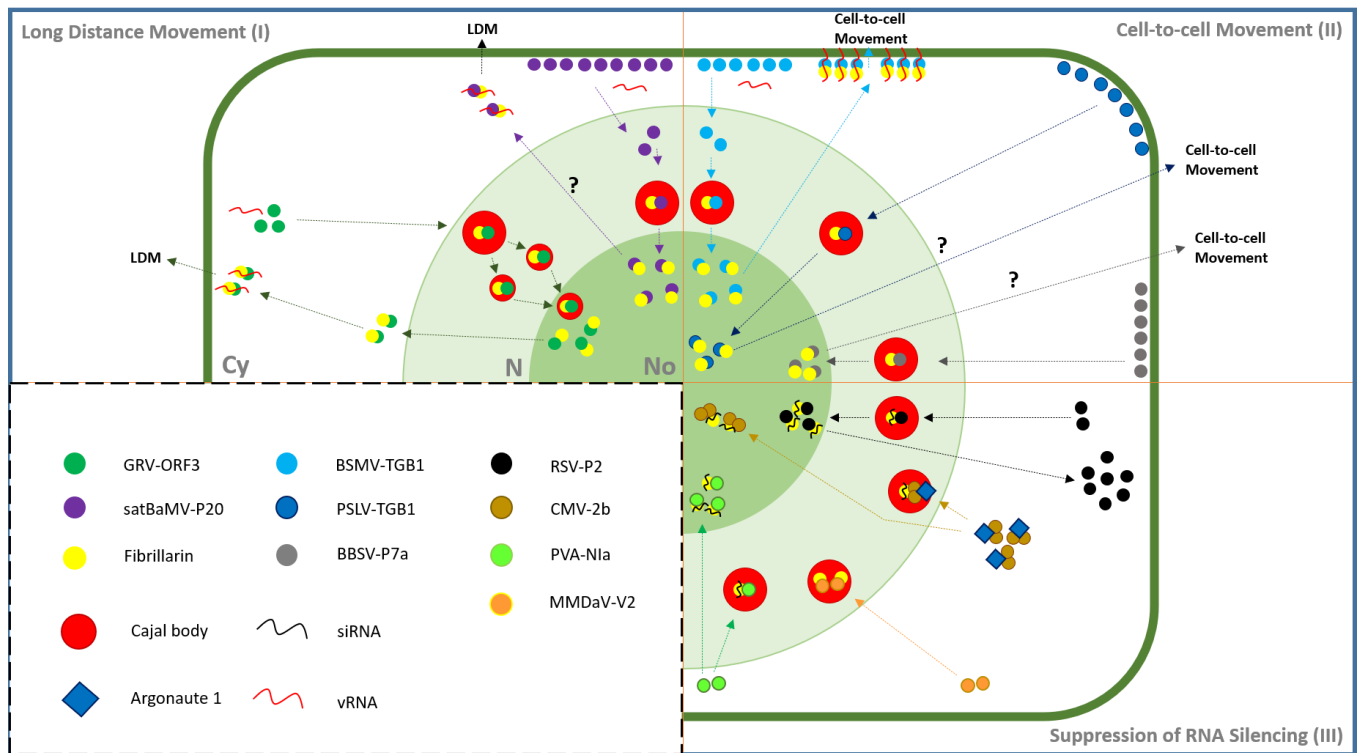 Long Distance Movement (I)
LDM
Cell-to-cell
Movement
Cell-to-cell Movement (II)
Cell-to-cell
Movement
?
?
Cell-to-cell
Movement
?
LDM
Cy
N
No
GRV-ORF3
BSMV-TGB1
RSV-P2
satBaMV-P20
PSLV-TGB1
CMV-2b
Fibrillarin
BBSV-P7a
PVA-NIa
MMDaV-V2
Cajal body
siRNA
Argonaute 1
vRNA
Suppression of RNA Silencing (III)